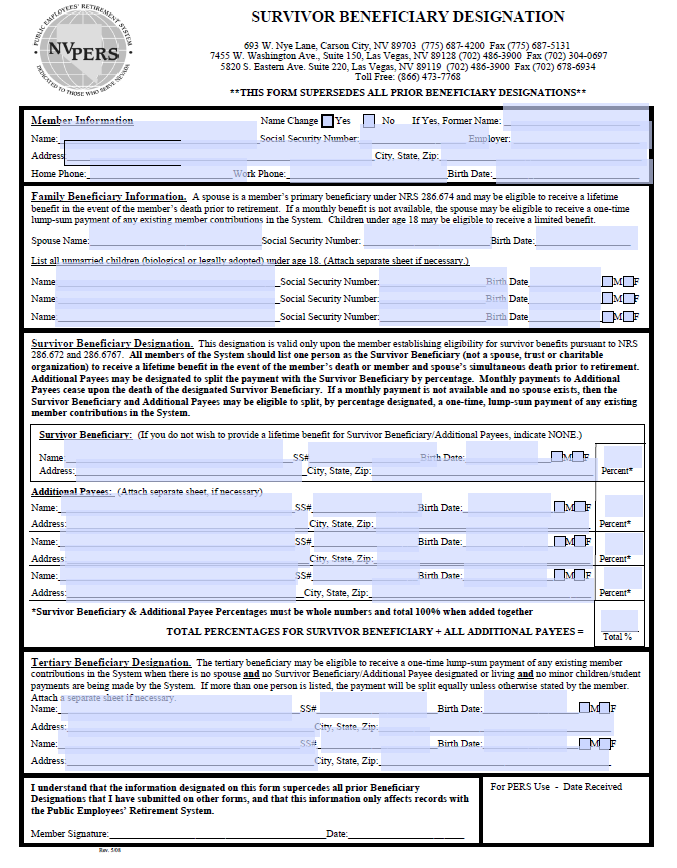 PUBLIC EMPLOYEES' RETIREMENT SYSTEM
NVPERS
DEDICATED TO THOSE WHO SERVE NEVADA
SURVIVOR BENEFICIARY DESIGNATION
693 W. Nye Lane, Carson City, NV 89703 (775) 687-4200 Fax (775) 687-5131
7455 W. Washington Ave., Suite 150, Las Vegas, NV 89128 (702) 486-3900 Fax (702) 304-0697
5820 S. Eastern Ave. Suite 220, Las Vegas, NV 89119 (702) 486-3900 Fax (702) 678-6934
Toll Free: (866) 473-7768
**THIS FORM SUPERSEDES ALL PRIOR BENEFICIARY DESIGNATIONS**
Member Information Name Change Yes No If Yes, Former Name:
Name: Social Security Number: Employer:
Address: City, State, Zip:
Home Phone: Work Phone: Birth Date:
Family Beneficiary Information. A spouse is a member's primary beneficiary under NRS 286.674 and may be eligible to receive a lifetime
benefit in the event of the member's death prior to retirement. If a monthly benefit is not available, the spouse may be eligible to receive a one-time
lump-sum payment of any existing member contributions in the System. Children under age 18 may be eligible to receive a limited benefit.
Spouse Name: Social Security Number: Birth Date:
List all unmarried children (biological or legally adopted) under age 18. (Attach separate sheet if necessary.)
Name: Social Security Number: Birth Date M F
Name: Social Security Number: Birth Date M F
Name: Social Security Number: Birth Date M F
Survivor Beneficiary Designation. This designation is valid only upon the member establishing eligibility for survivor benefits pursuant to NRS
286.672 and 286.6767. All members of the System should list one person as the Survivor Beneficiary (not a spouse, trust or charitable
organization) to receive a lifetime benefit in the event of the member's death or member and spouse's simultaneous death prior to retirement.
Additional Payees may be designated to split the payment with the Survivor Beneficiary by percentage. Monthly payments to Additional
Payees cease upon the death of the designated Survivor Beneficiary. If a monthly payment is not available and no spouse exists, then the
Survivor Beneficiary and Additional Payees may be eligible to split, by percentage designated, a one-time, lump-sum payment of any existing
member contributions in the System.
Survivor Beneficiary: (If you do not wish to provide a lifetime benefit for Survivor Beneficiary/Additional Payees, indicate NONE.)
Name: SS# Birth Date: M F
Address: City, State, Zip: Percent*
Additional Payees: (Attach separate sheet, if necessary)
Name: SS# Birth Date: M F
Address: City, State, Zip: Percent*
Name: SS# Birth Date: M F
Address: City, State, Zip: Percent*
Name: SS# Birth Date: M F
Address: City, State, Zip: Percent*
*Survivor Beneficiary & Additional Payee Percentages must be whole numbers and total 100% when added together
TOTAL PERCENTAGES FOR SURVIVOR BENEFICIARY + ALL ADDITIONAL PAYEES =
Total %
Tertiary Beneficiary Designation. The tertiary beneficiary may be eligible to receive a one-time lump-sum payment of any existing member
contributions in the System when there is no spouse and no Survivor Beneficiary/Additional Payee designated or living and no minor children/student
payments are being made by the System. If more than one person is listed, the payment will be split equally unless otherwise stated by the member.
Attach a separate sheet if necessary.
Name: SS# Birth Date: M F
Address: City, State, Zip:
Name: SS# Birth Date: M F
Address: City, State, Zip:
I understand that the information designated on this form supercedes all prior Beneficiary
Designations that I have submitted on other forms, and that this information only affects records with
the Public Employees' Retirement System.
Member Signature: Date:
For PERS Use - Date Received
Rev. 5/08